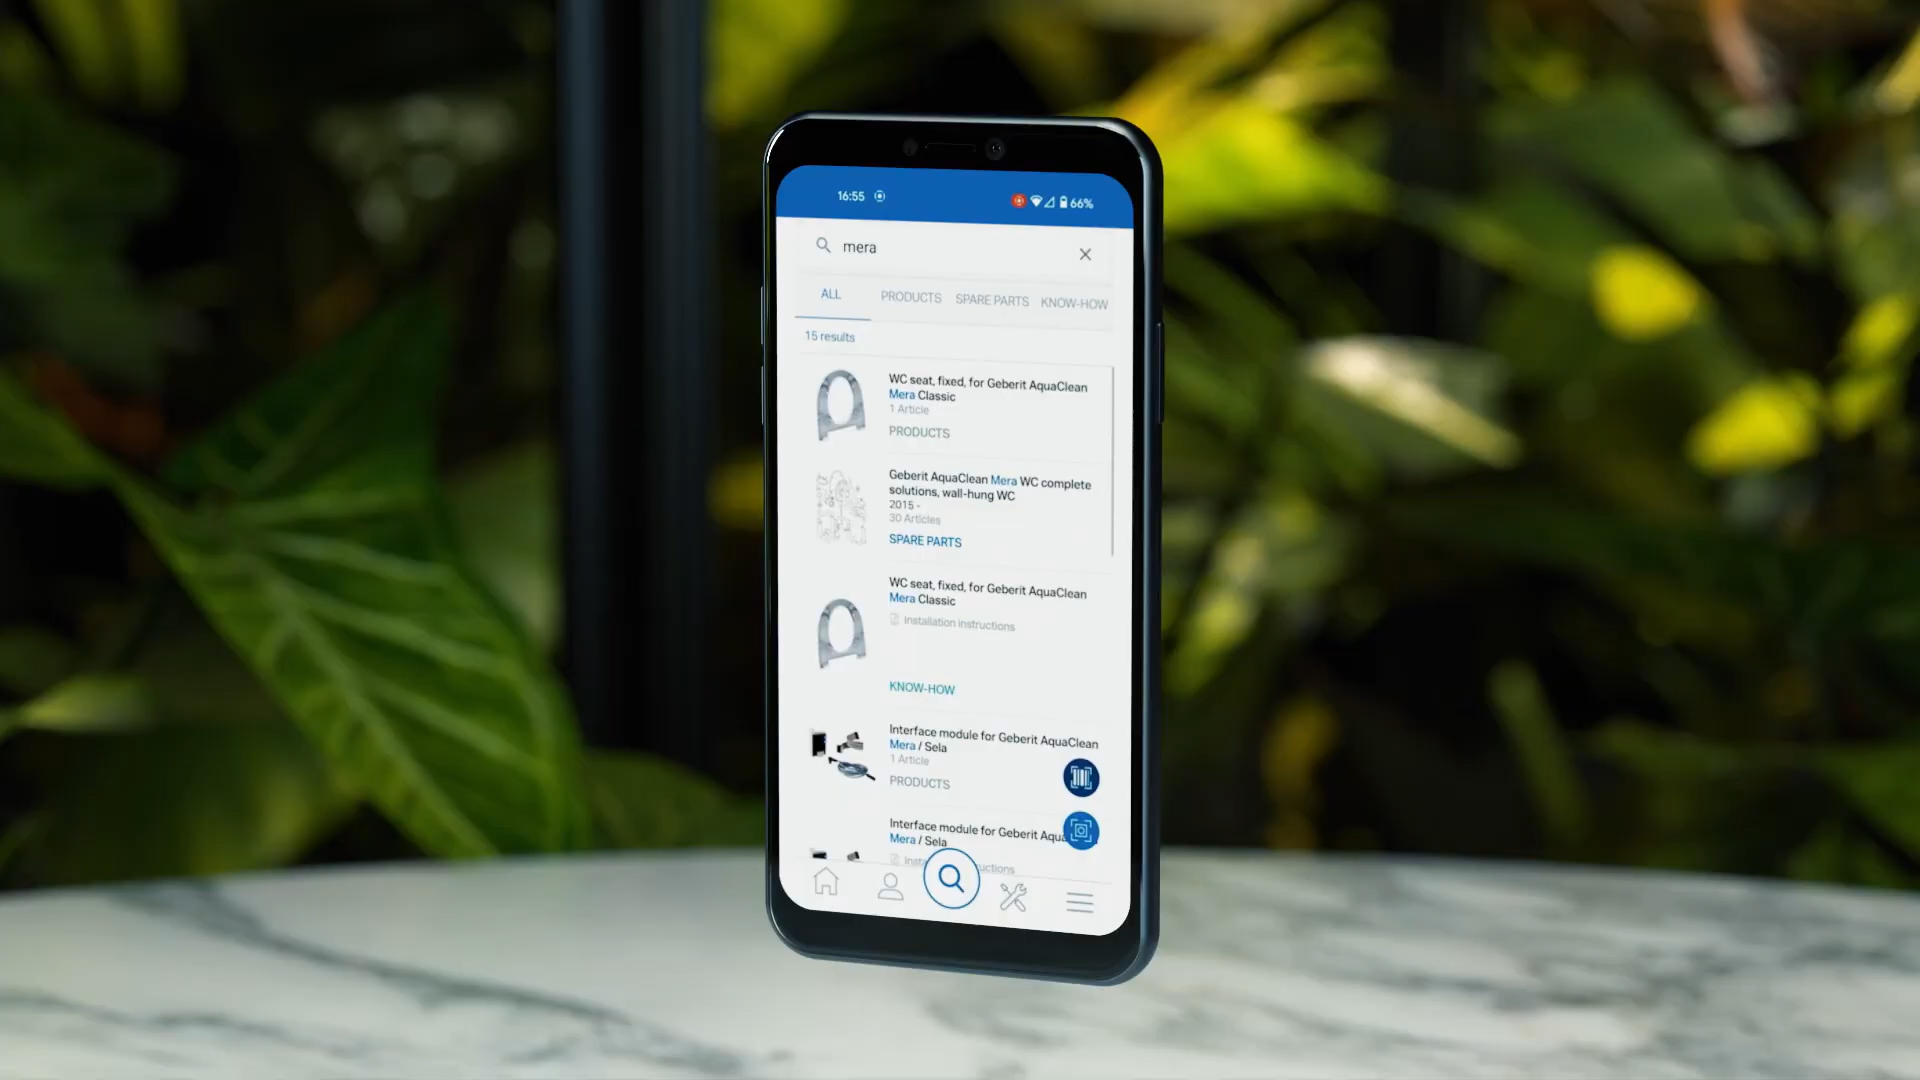 16:55
66%
mera
ALL PRODUCTS SPARE PARTS KNOW-HOW
15 results
WC seat, fixed, for Geberit AquaClean
Mera Classic
1 Article
PRODUCTS
Geberit AquaClean Mera WC complete
solutions, wall-hung WC
2015 -
30 Articles
SPARE PARTS
WC seat, fixed, for Geberit AquaClean
Mera Classic
Installation instructions
KNOW-HOW
Interface module for Geberit AquaClean
Mera / Sela
1 Article
PRODUCTS
Interface module for Geberit Aqua
Mera / Sela